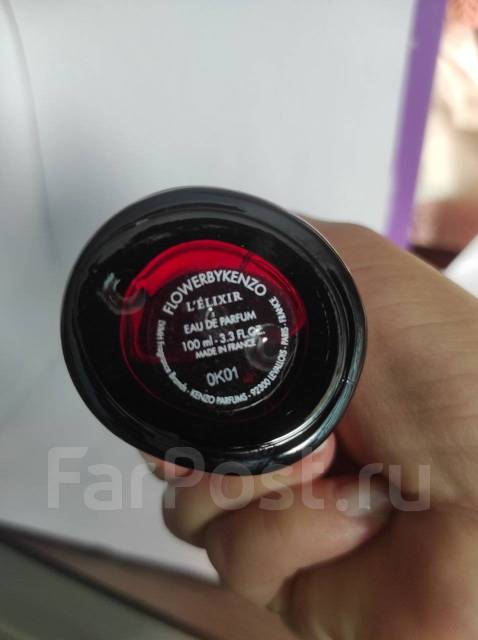 FLOWERBYKENZO
L'ÉLIXIR
EAU DE PARFUM
100 ml - 3.3 FL.OZ.
MADE IN FRANCE
0K01
- KENZO PARFUMS - 92300 LEVALLOIS - PARIS - FRANCE
FarPost.ru